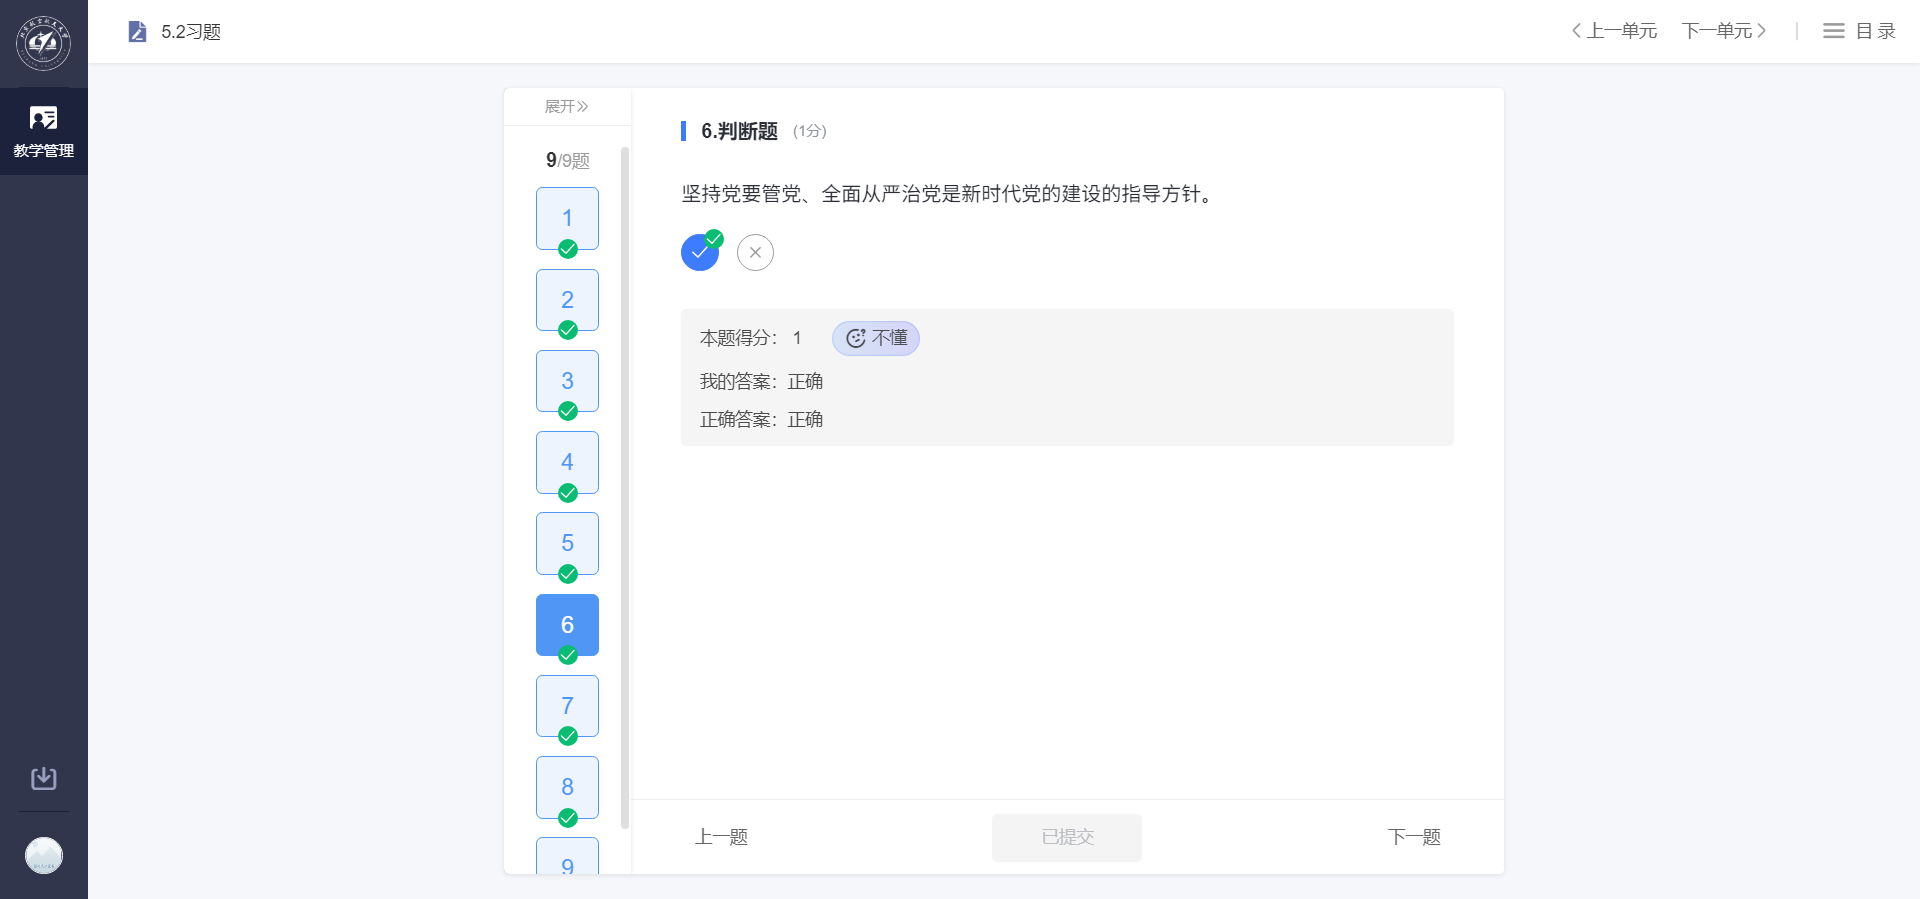 5.2习题
上一单元
下一单元
目录
教学管理
展开
9/9题
1
2
3
4
5
6
7
8
9
6.判断题 (1分)
坚持党要管党、全面从严治党是新时代党的建设的指导方针。
本题得分： 1
不懂
我的答案：正确
正确答案：正确
上一题
已提交
下一题